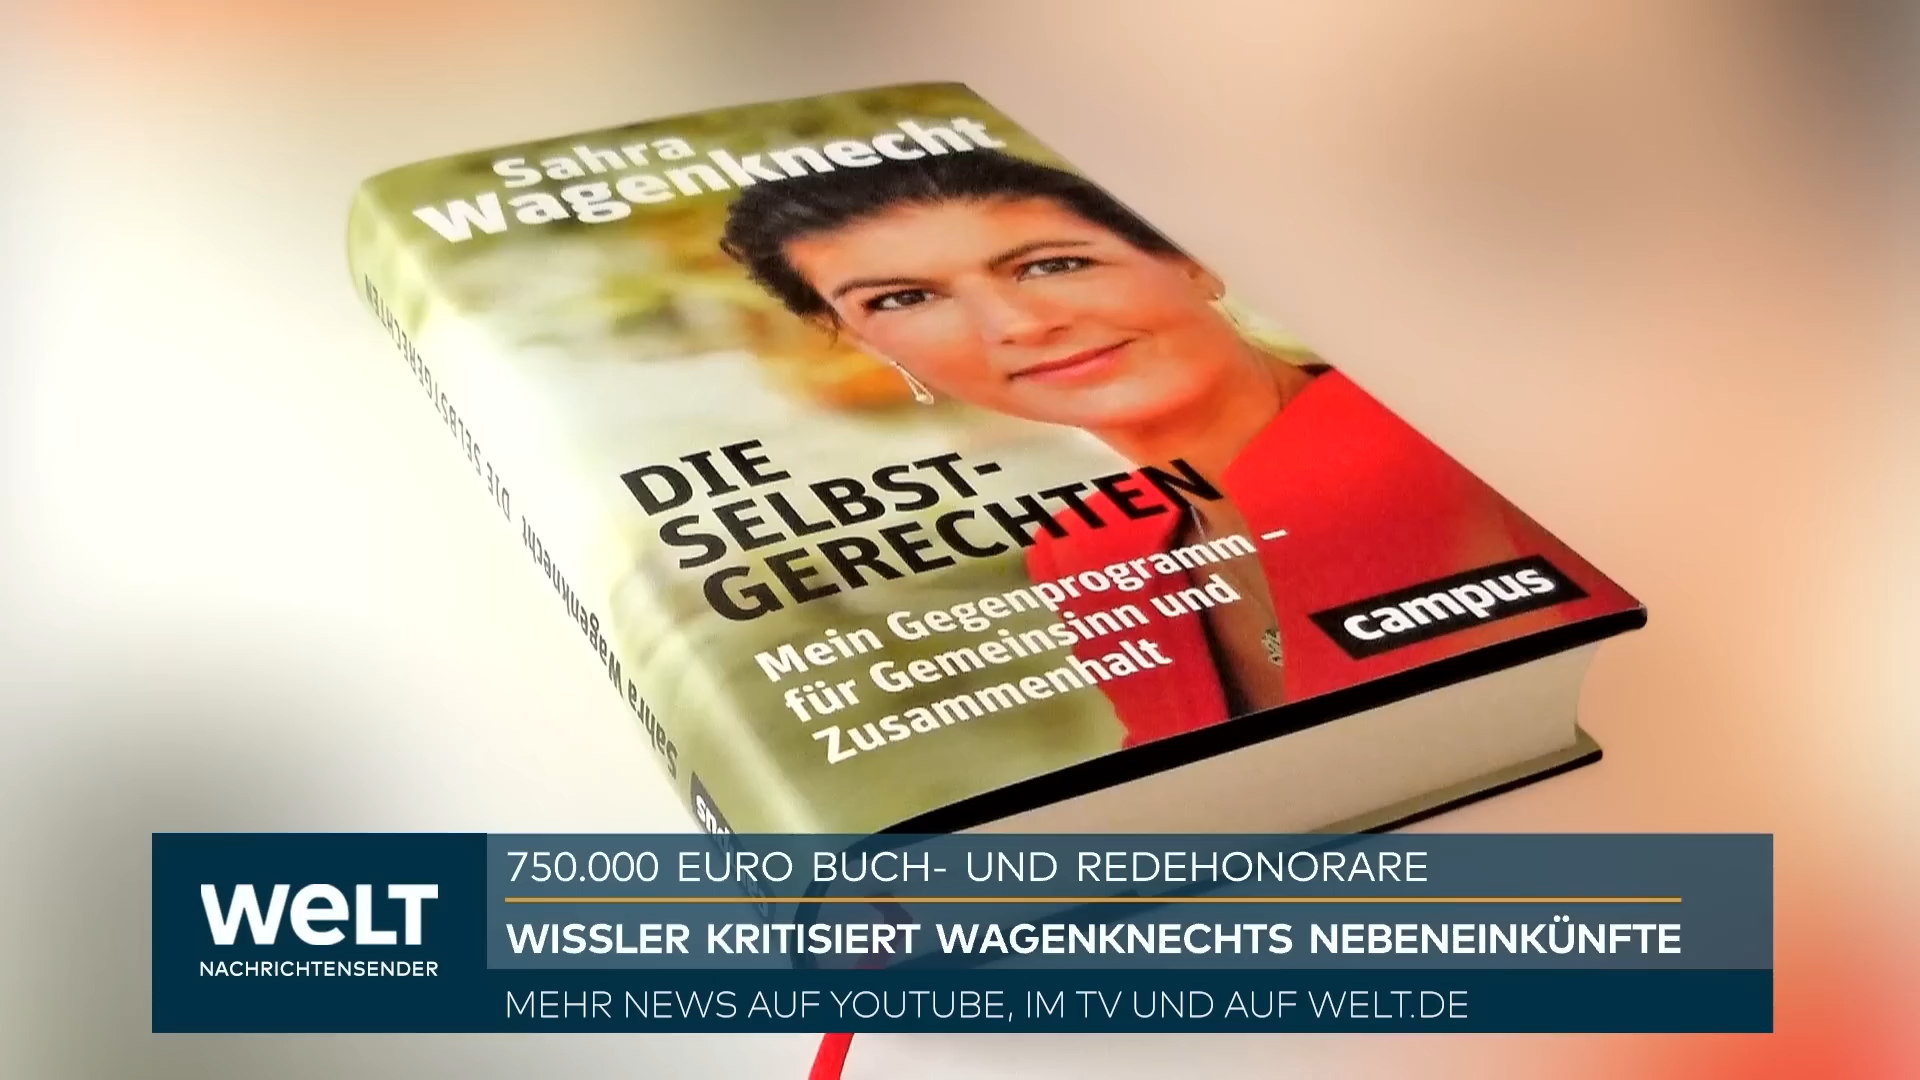 Sahra
Wagenknecht
DIE
SELBST-
GERECHTEN
Mein Gegenprogramm –
für Gemeinsinn und
Zusammenhalt
campus
Sahra Wagenknecht DIE SELBSTGERECHTEN
campus
WELT
NACHRICHTENSENDER
750.000 EURO BUCH- UND REDEHONORARE
WISSLER KRITISIERT WAGENKNECHTS NEBENEINKÜNFTE
MEHR NEWS AUF YOUTUBE, IM TV UND AUF WELT.DE